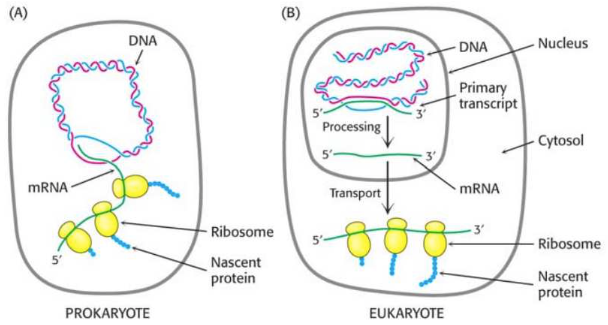 (A)
DNA
mRNA
Ribosome
5′
Nascent
protein
PROKARYOTE
(B)
DNA
Nucleus
Primary
transcript
5′
3′
Processing
Cytosol
5′
3′
mRNA
Transport
5′
3′
Ribosome
Nascent
protein
EUKARYOTE